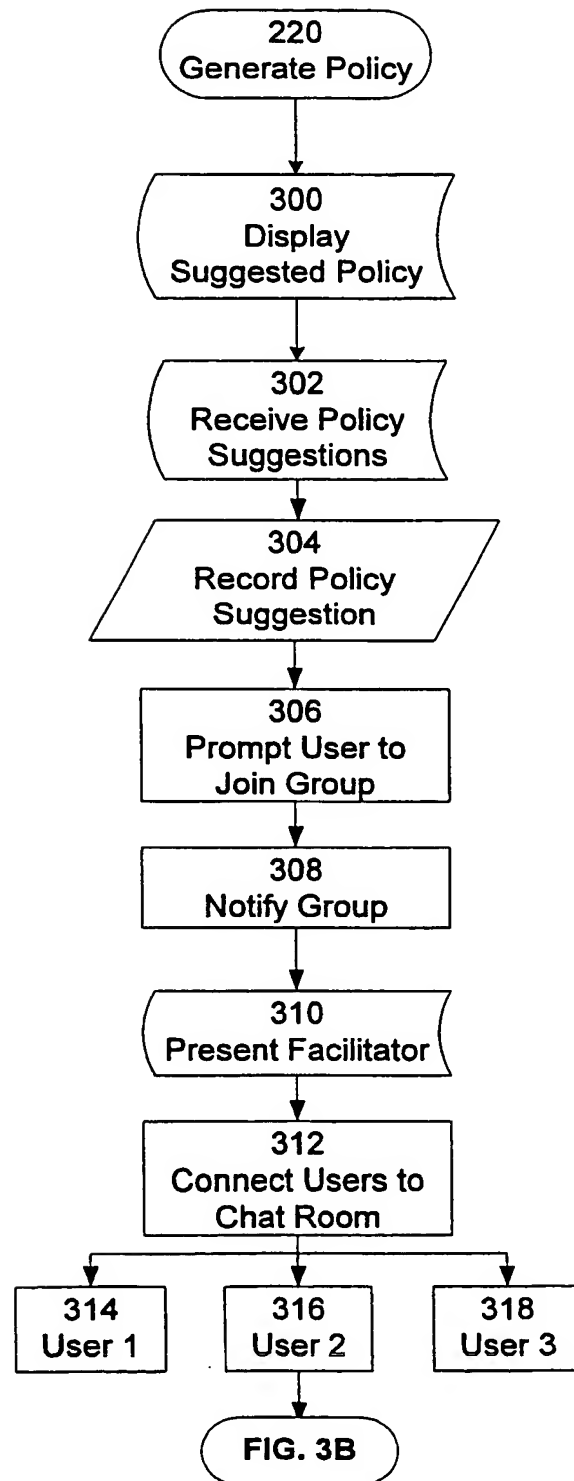 220
Generate Policy
300
Display
Suggested Policy
302
Receive Policy
Suggestions
304
Record Policy
Suggestion
306
Prompt User to
Join Group
308
Notify Group
310
Present Facilitator
312
Connect Users to
Chat Room
314
User 1
316
User 2
318
User 3
FIG. 3B